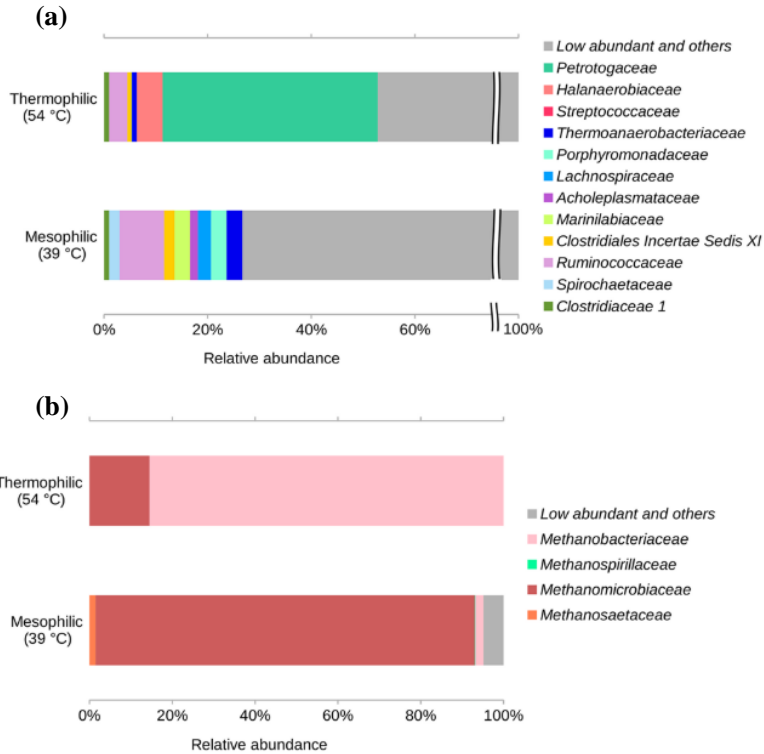 (a)
Low abundant and others
Petrotogaceae
Halanaerobiaceae
Streptococcaceae
Thermoanaerobacteriaceae
Porphyromonadaceae
Lachnospiraceae
Acholeplasmataceae
Marinilabiaceae
Clostridiales Incertae Sedis XI
Ruminococcaceae
Spirochaetaceae
Clostridiaceae 1
Thermophilic
(54 °C)
Mesophilic
(39 °C)
0% 20% 40% 60% 100%
Relative abundance
(b)
Thermophilic
(54 °C)
Mesophilic
(39 °C)
Low abundant and others
Methanobacteriaceae
Methanospirillaceae
Methanomicrobiaceae
Methanosaetaceae
0% 20% 40% 60% 80% 100%
Relative abundance